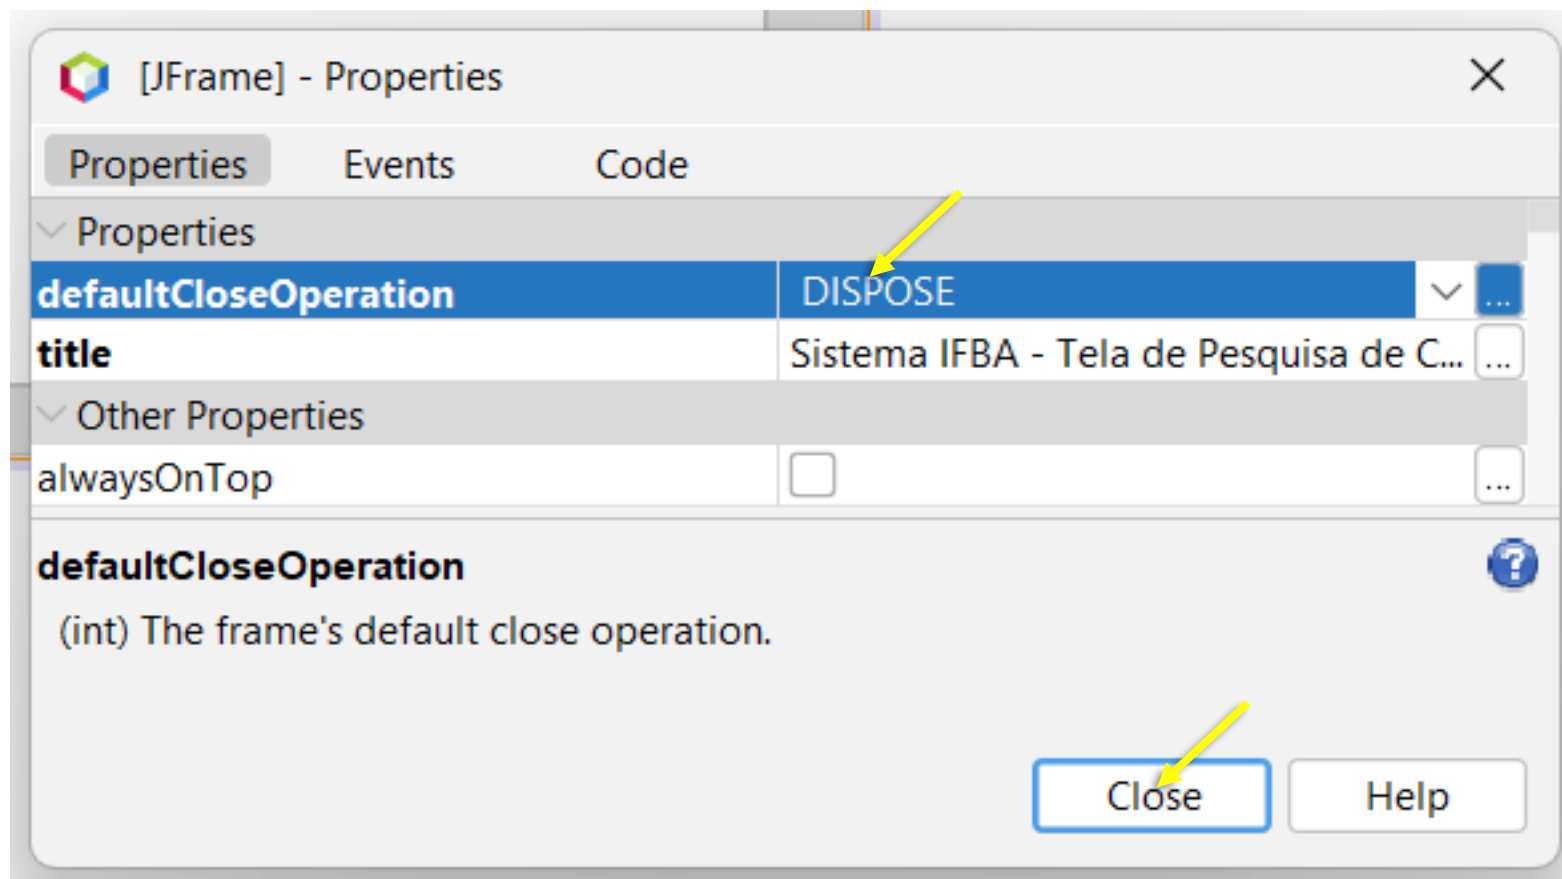 [JFrame] - Properties
Properties Events Code
Properties
defaultCloseOperation DISPOSE ...
title Sistema IFBA - Tela de Pesquisa de C... ...
Other Properties
alwaysOnTop ...
defaultCloseOperation
(int) The frame's default close operation.
Close Help